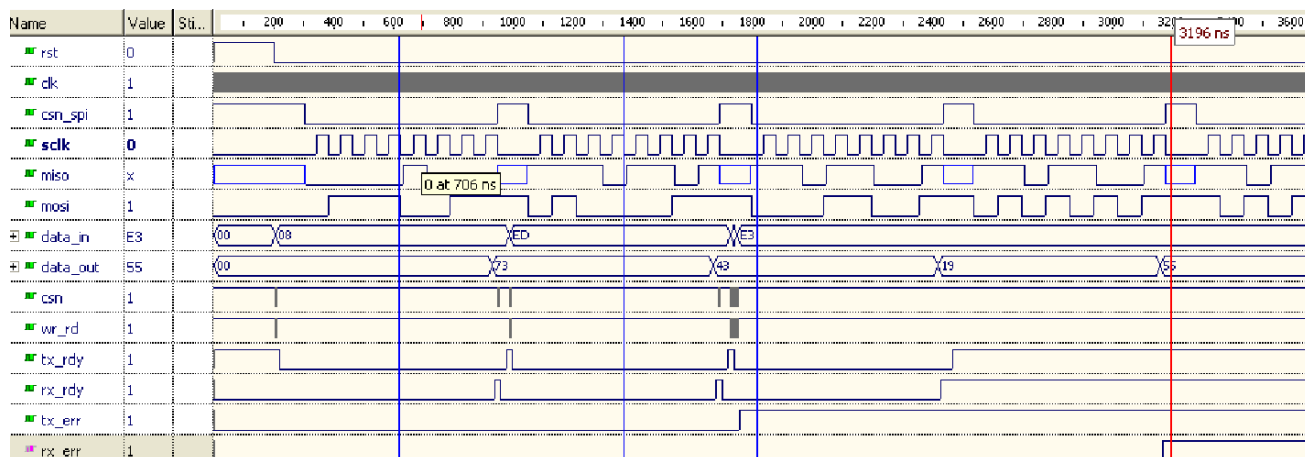 Name Value Sti... 200 400 600 800 1000 1200 1400 1600 1800 2000 2200 2400 2600 2800 3000 3600
3196 ns
rst 0
clk 1
csn_spi 1
sclk 0
miso x
0 at 706 ns
mosi 1
data_in E3 00 08 ED E3
data_out 55 00 73 43 19 55
csn 1
wr_rd 1
tx_rdy 1
rx_rdy 1
tx_err 1
rx_err 1